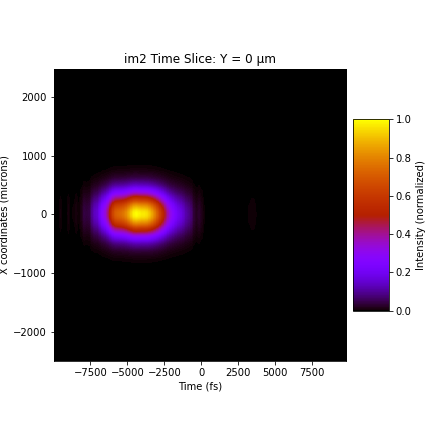 im2 Time Slice: Y = 0 μm
2000
1000
0
−1000
−2000
X coordinates (microns)
−7500 −5000 −2500 0 2500 5000 7500
Time (fs)
1.0
0.8
0.6
0.4
0.2
0.0
Intensity (normalized)